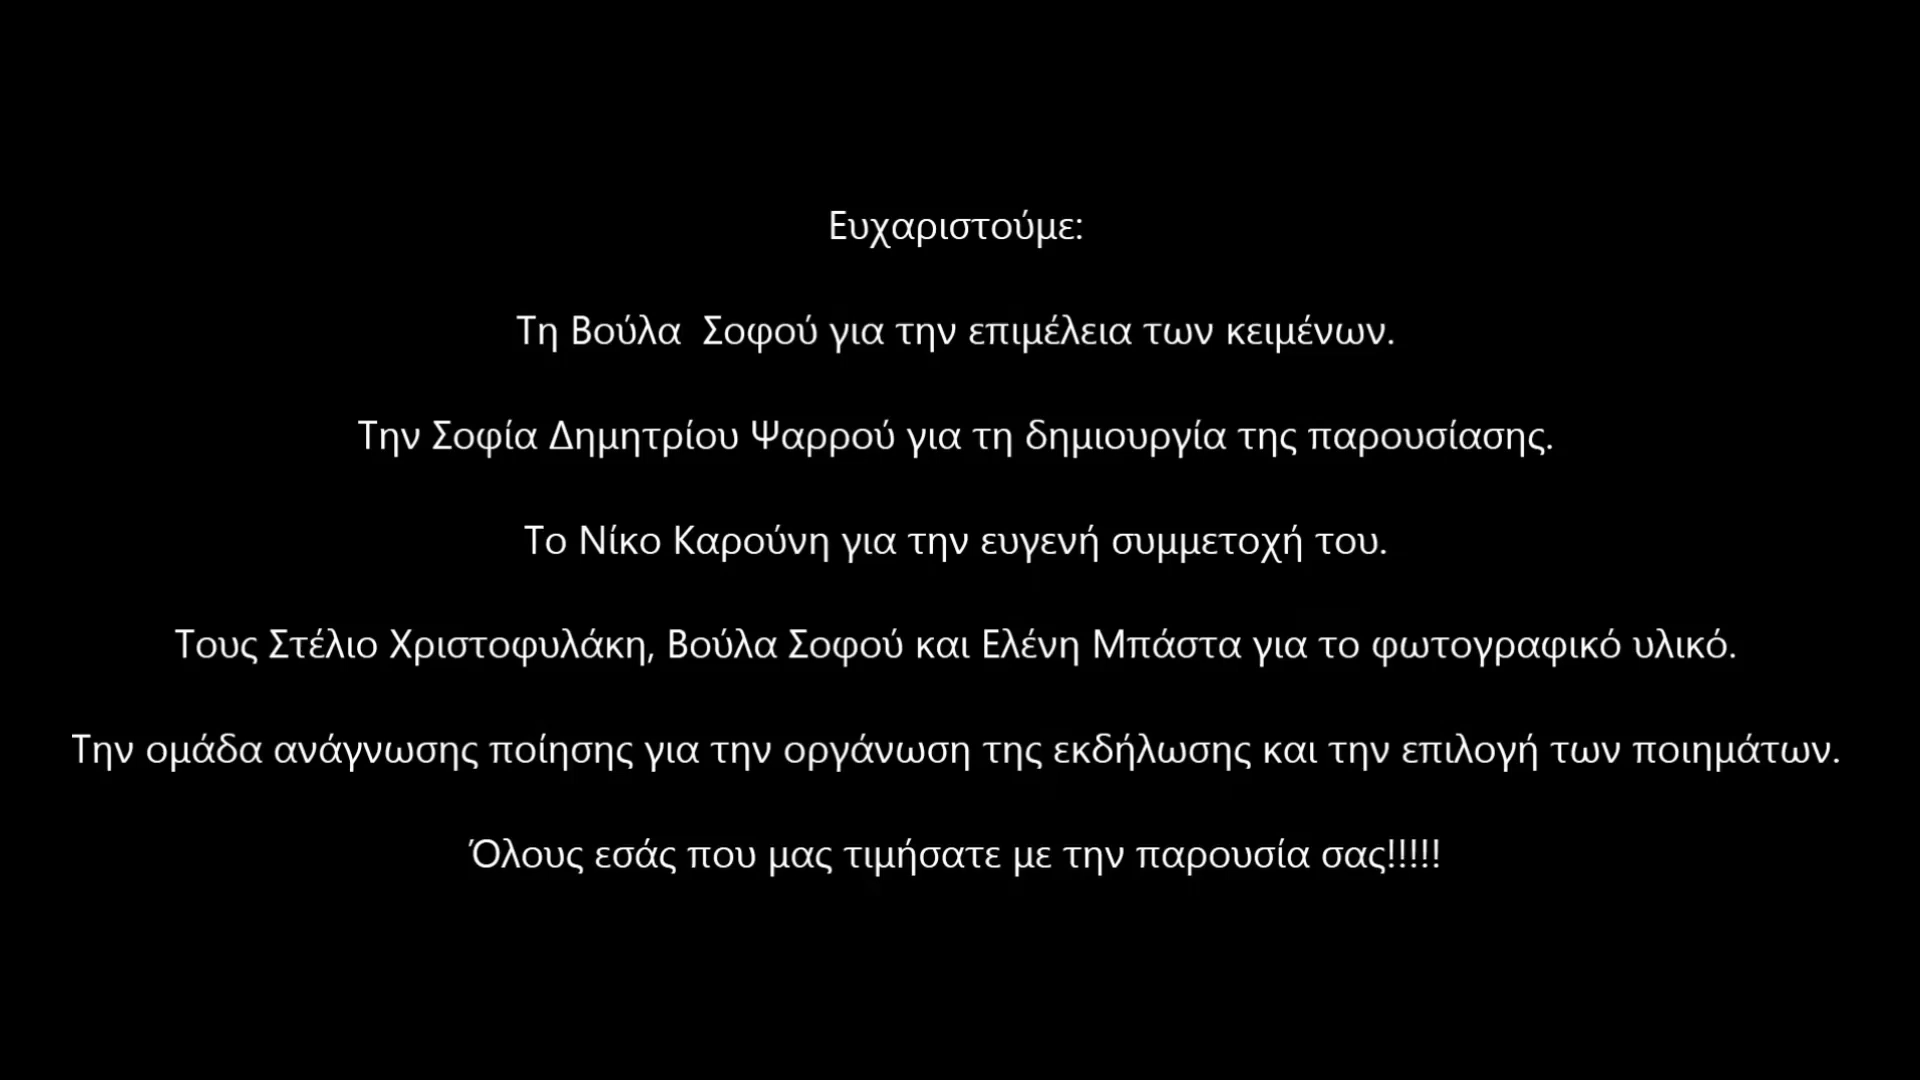 Ευχαριστούμε:
Τη Βούλα  Σοφού για την επιμέλεια των κειμένων.
Την Σοφία Δημητρίου Ψαρρού για τη δημιουργία της παρουσίασης.
Το Νίκο Καρούνη για την ευγενή συμμετοχή του.
Τους Στέλιο Χριστοφυλάκη, Βούλα Σοφού και Ελένη Μπάστα για το φωτογραφικό υλικό.
Την ομάδα ανάγνωσης ποίησης για την οργάνωση της εκδήλωσης και την επιλογή των ποιημάτων.
Όλους εσάς που μας τιμήσατε με την παρουσία σας!!!!!